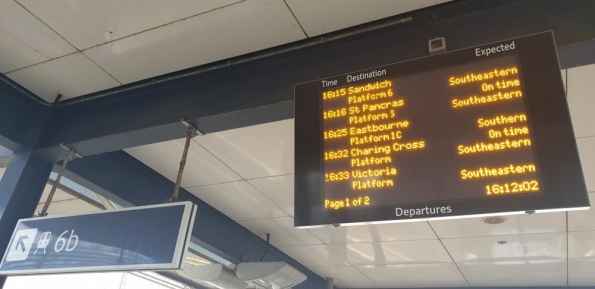 Time Destination Expected
16:15 Sandwich Southeastern
Platform 6 On time
16:16 St Pancras Southeastern
Platform 3
16:25 Eastbourne Southern
Platform 1C On time
16:32 Charing Cross Southeastern
Platform
16:33 Victoria Southeastern
Platform
Page 1 of 2 16:12:02
Departures
6b